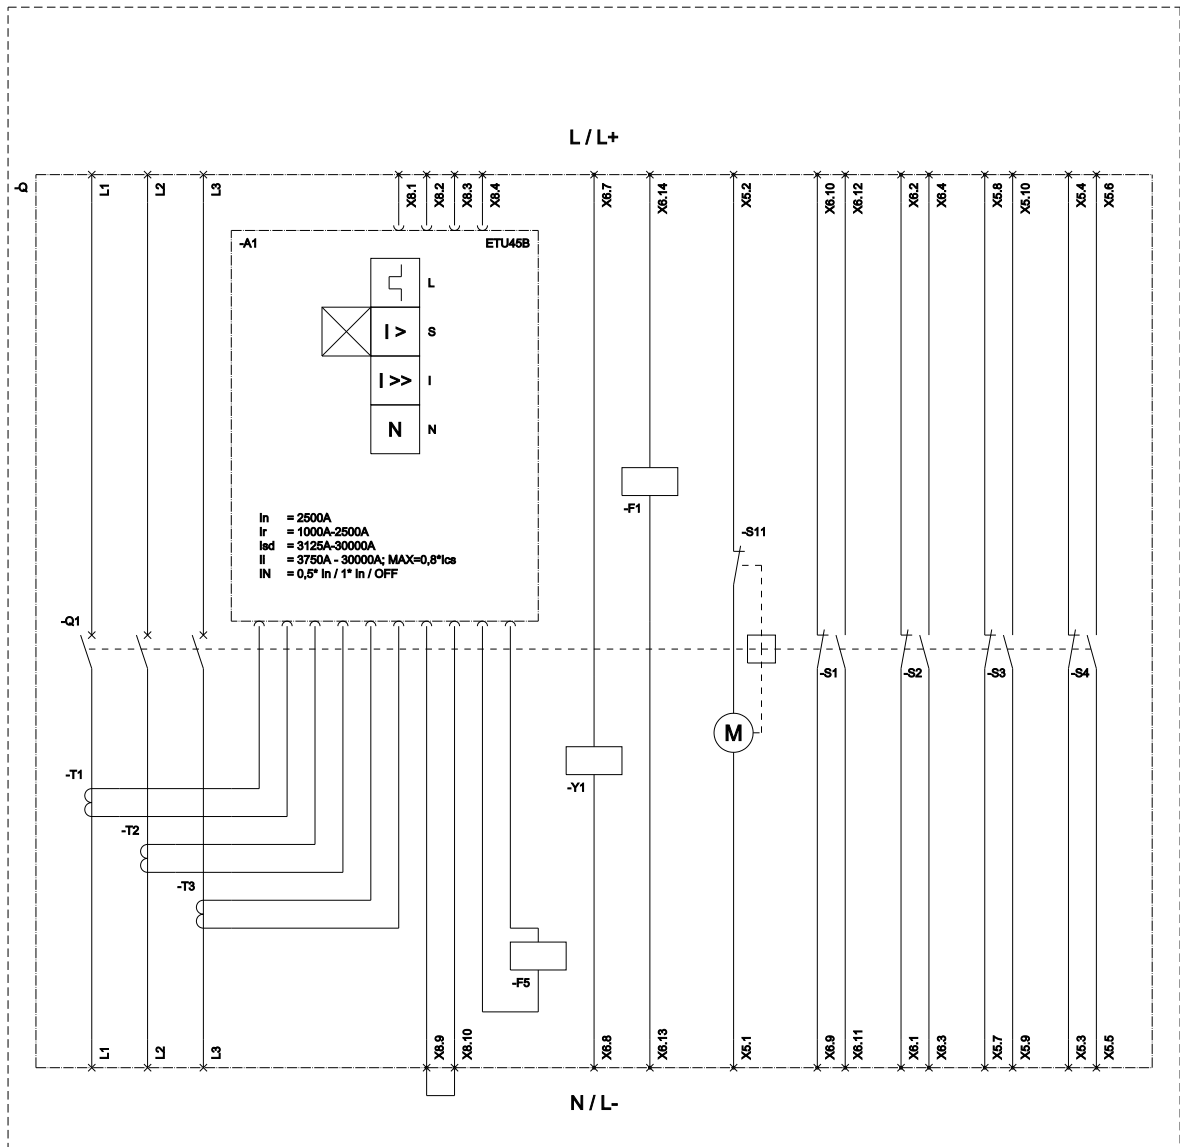 L / L+
-Q
L1
L2
L3
X8.1
X8.2
X8.3
X8.4
X6.7
X6.14
X5.2
X6.10
X6.12
X6.2
X6.4
X5.8
X5.10
X5.4
X5.6
-A1
ETU45B
L
I >
S
I >>
I
N
N
In = 2500A
Ir = 1000A-2500A
Isd = 3125A-30000A
Ii = 3750A - 30000A; MAX=0,8*Ics
IN = 0,5* In / 1* In / OFF
-F1
-S11
-Q1
-S1
-S2
-S3
-S4
M
-T1
-Y1
-T2
-T3
-F5
L1
L2
L3
X8.9
X8.10
X6.8
X6.13
X5.1
X6.9
X6.11
X6.1
X6.3
X5.7
X5.9
X5.3
X5.5
N / L-